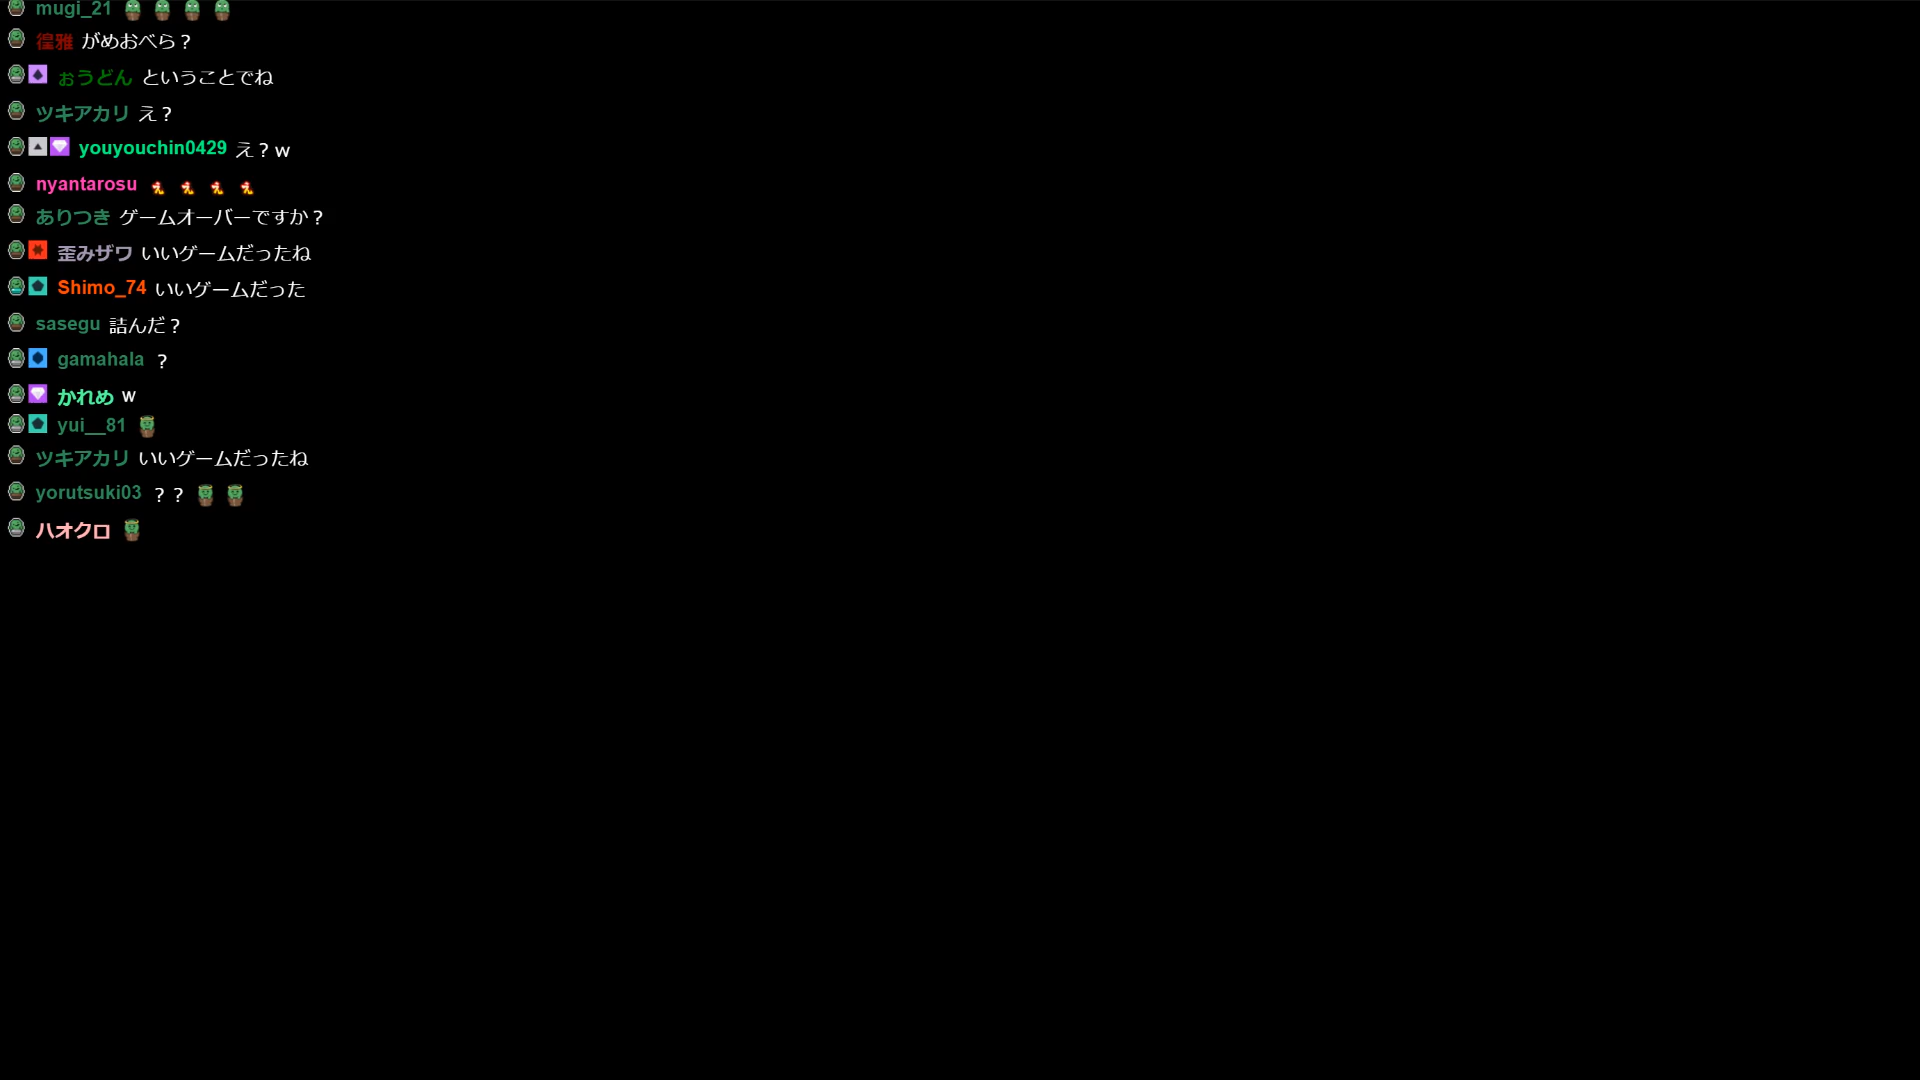 mugi_21
徨雅 がめおべら？
ぉうどん ということでね
ツキアカリ え？
youyouchin0429 え？w
nyantarosu
ありつき ゲームオーバーですか？
歪みザワ いいゲームだったね
Shimo_74 いいゲームだった
sasegu 詰んだ？
gamahala ？
かれめ w
yui__81
ツキアカリ いいゲームだったね
yorutsuki03 ？？
ハオクロ